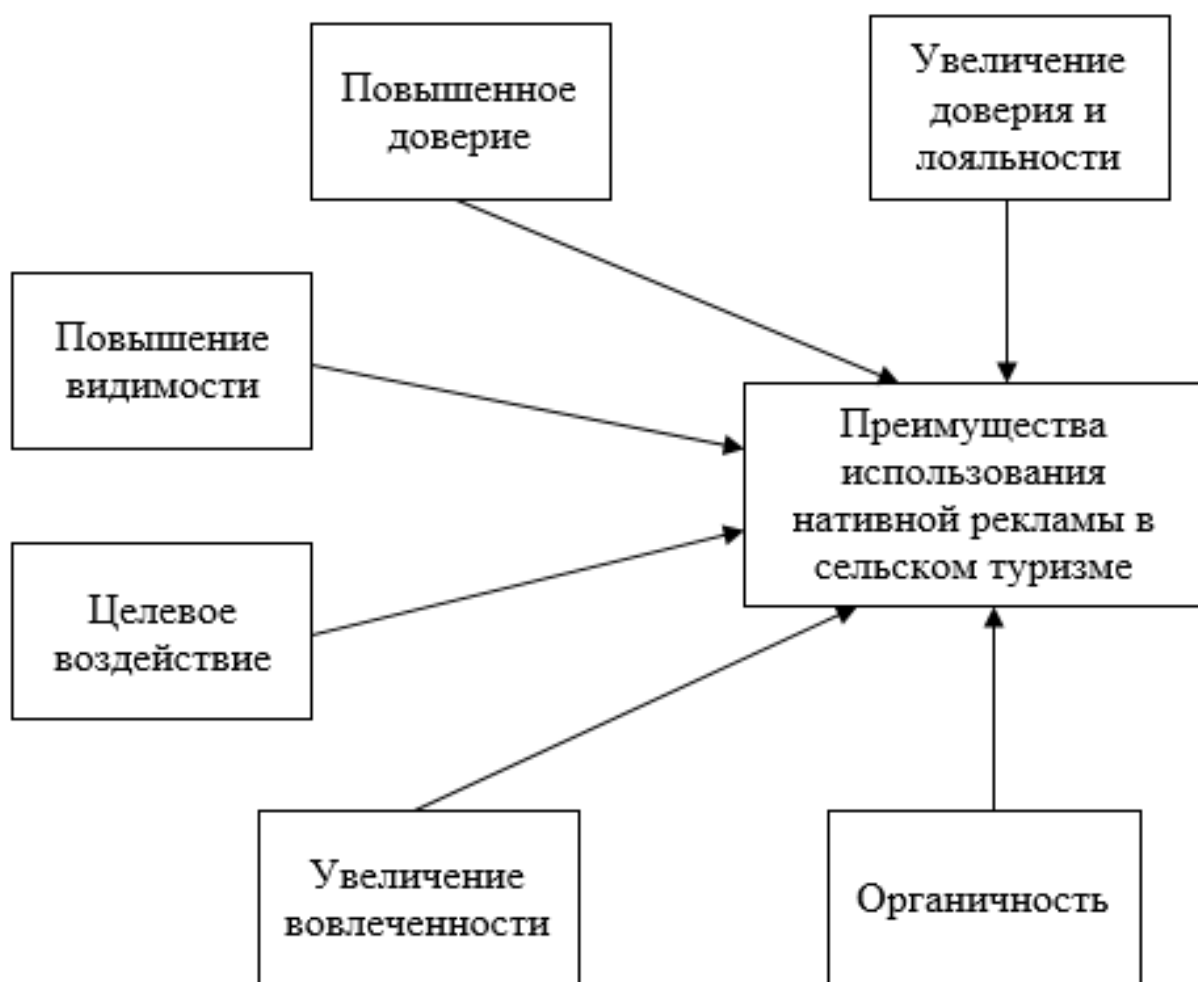 Повышенное
доверие
Увеличение
доверия и
лояльности
Повышение
видимости
Преимущества
использования
нативной рекламы в
сельском туризме
Целевое
воздействие
Увеличение
вовлеченности
Органичность